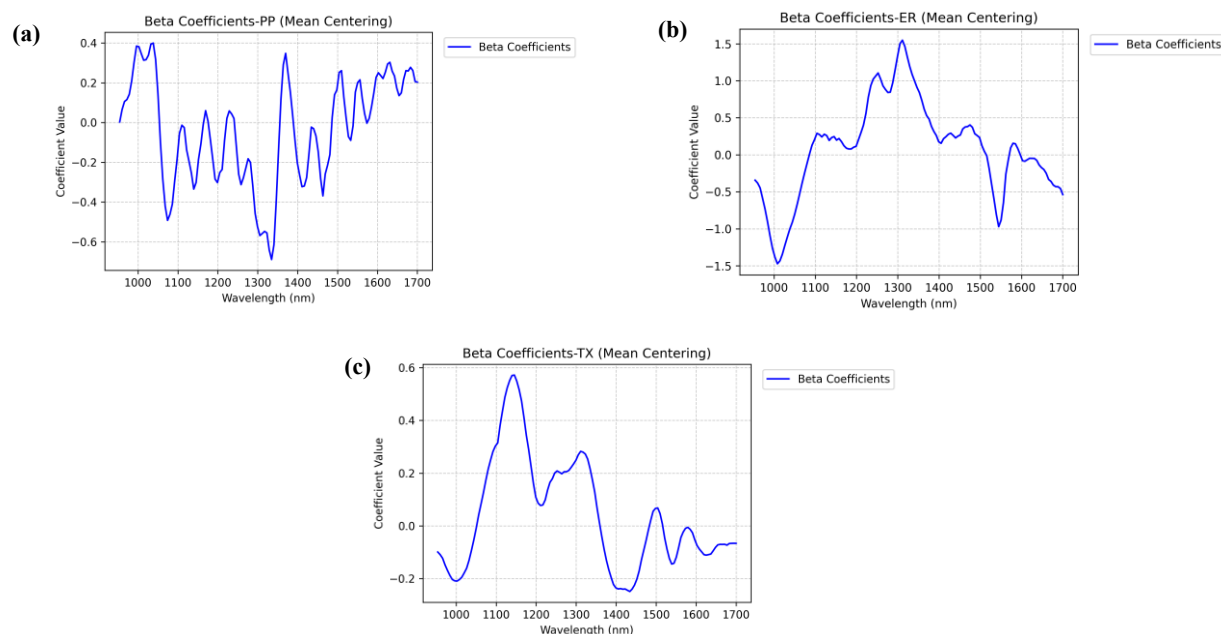 (a)
Beta Coefficients-PP (Mean Centering)
Beta Coefficients
Coefficient Value
0.4
0.2
0.0
−0.2
−0.4
−0.6
1000 1100 1200 1300 1400 1500 1600 1700
Wavelength (nm)
(b)
Beta Coefficients-ER (Mean Centering)
Beta Coefficients
Coefficient Value
1.5
1.0
0.5
0.0
−0.5
−1.0
−1.5
1000 1100 1200 1300 1400 1500 1600 1700
Wavelength (nm)
(c)
Beta Coefficients-TX (Mean Centering)
Beta Coefficients
Coefficient Value
0.6
0.4
0.2
0.0
−0.2
1000 1100 1200 1300 1400 1500 1600 1700
Wavelength (nm)